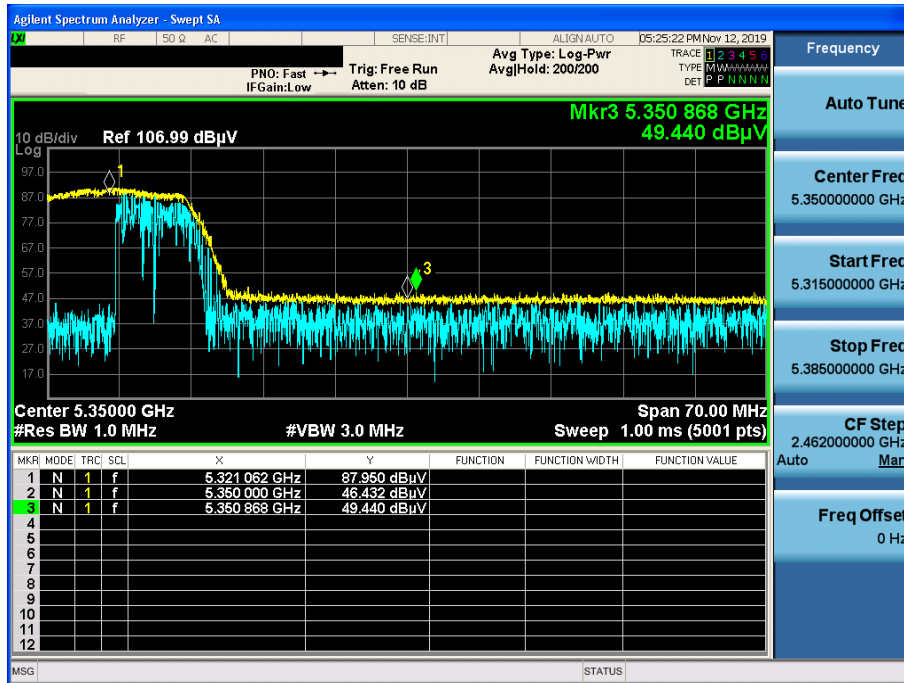 Agilent Spectrum Analyzer - Swept SA
LXI RF 50 Ω AC SENSE:INT ALIGN AUTO 05:25:22 PM Nov 12, 2019
Frequency
PNO: Fast Trig: Free Run Avg Type: Log-Pwr TRACE 1 2 3 4 5 6
IFGain:Low Atten: 10 dB Avg|Hold: 200/200 TYPE M W W W W W
DET P P N N N N
Auto Tune
Mkr3 5.350 868 GHz
10 dB/div Ref 106.99 dBµV 49.440 dBµV
Log
97.0
87.0
77.0
67.0
57.0
47.0
37.0
27.0
17.0
1
3
Center 5.35000 GHz Span 70.00 MHz
#Res BW 1.0 MHz #VBW 3.0 MHz Sweep 1.00 ms (5001 pts)
Center Freq
5.350000000 GHz
Start Freq
5.315000000 GHz
Stop Freq
5.385000000 GHz
CF Step
2.462000000 GHz
Auto Man
Freq Offset
0 Hz
MKR MODE TRC SCL X Y FUNCTION FUNCTION WIDTH FUNCTION VALUE
1 N 1 f 5.321 062 GHz 87.950 dBµV
2 N 1 f 5.350 000 GHz 46.432 dBµV
3 N 1 f 5.350 868 GHz 49.440 dBµV
4
5
6
7
8
9
10
11
12
MSG STATUS